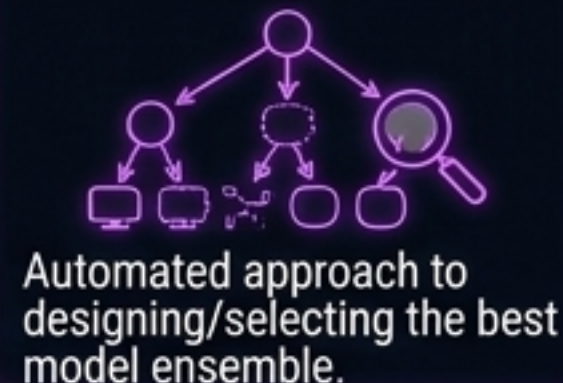 Automated approach to
designing/selecting the best
model ensemble.